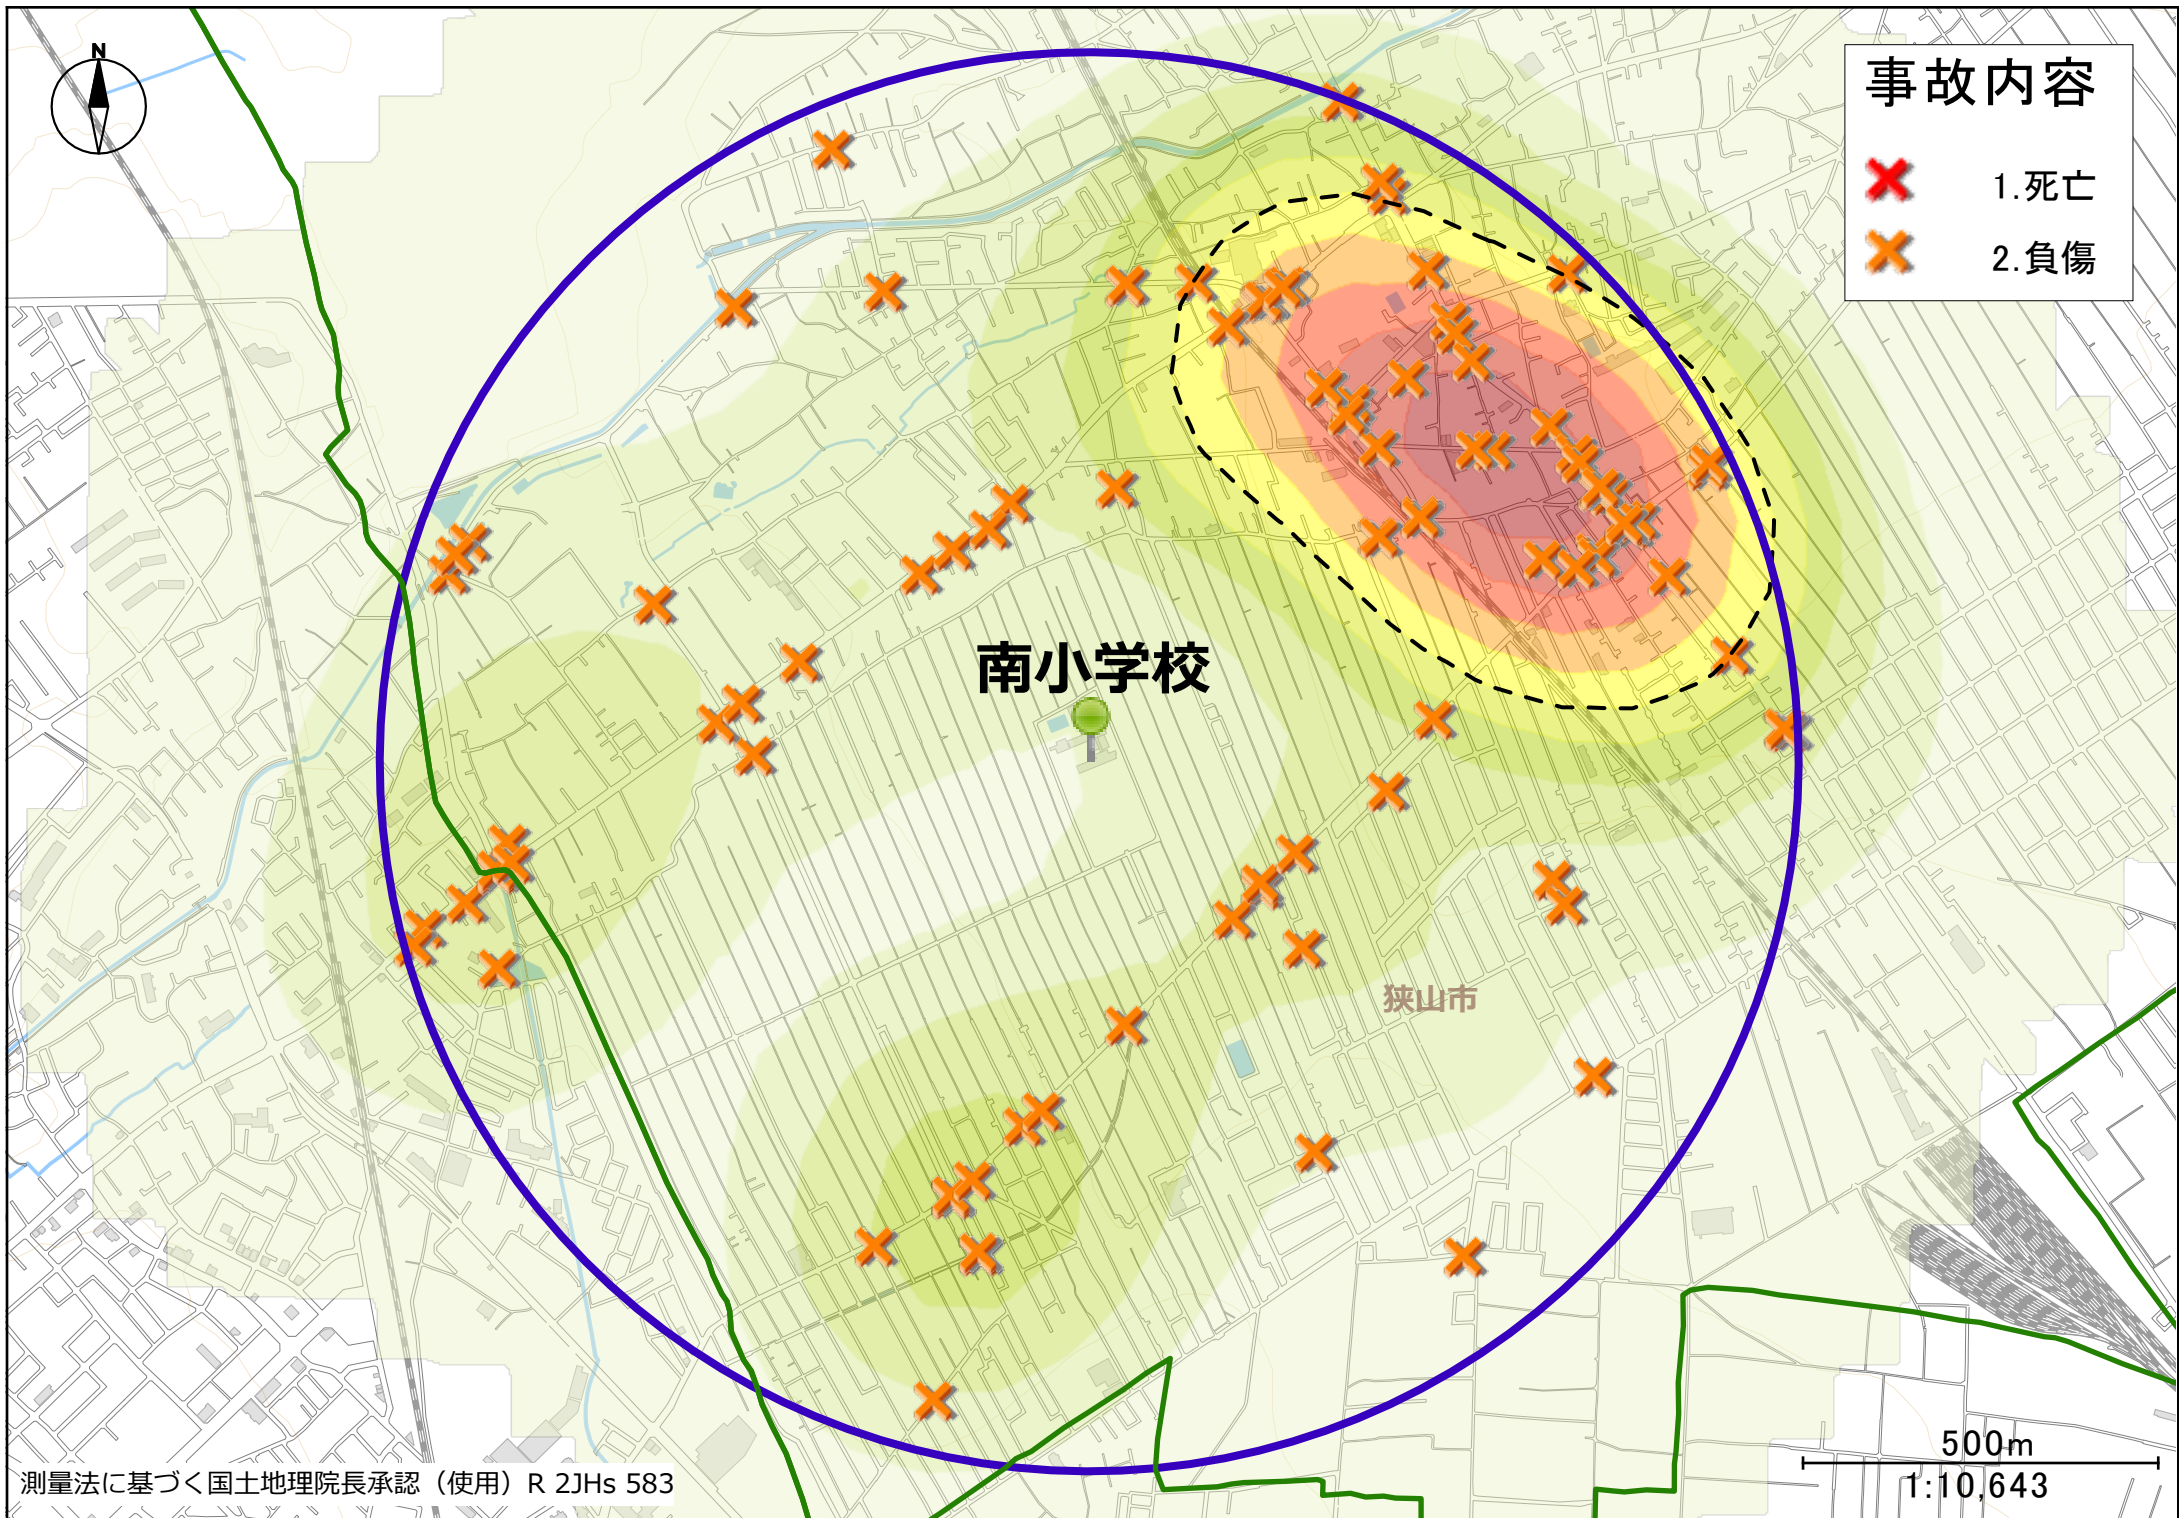 N
事故内容
1.死亡
2.負傷
南小学校
狭山市
500m
1:10,643
測量法に基づく国土地理院長承認（使用）R 2JHs 583